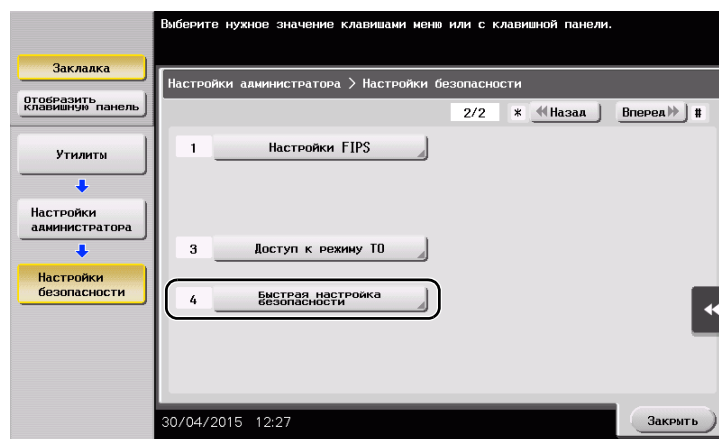 Выберите нужное значение клавишами меню или с клавишной панели.
Закладка
Отобразить
клавишную панель
Утилиты
Настройки
администратора
Настройки
безопасности
Настройки администратора > Настройки безопасности
2/2 * Назад Вперед #
1 Настройки FIPS
3 Доступ к режиму ТО
4 Быстрая настройка
безопасности
30/04/2015 12:27
Закрыть